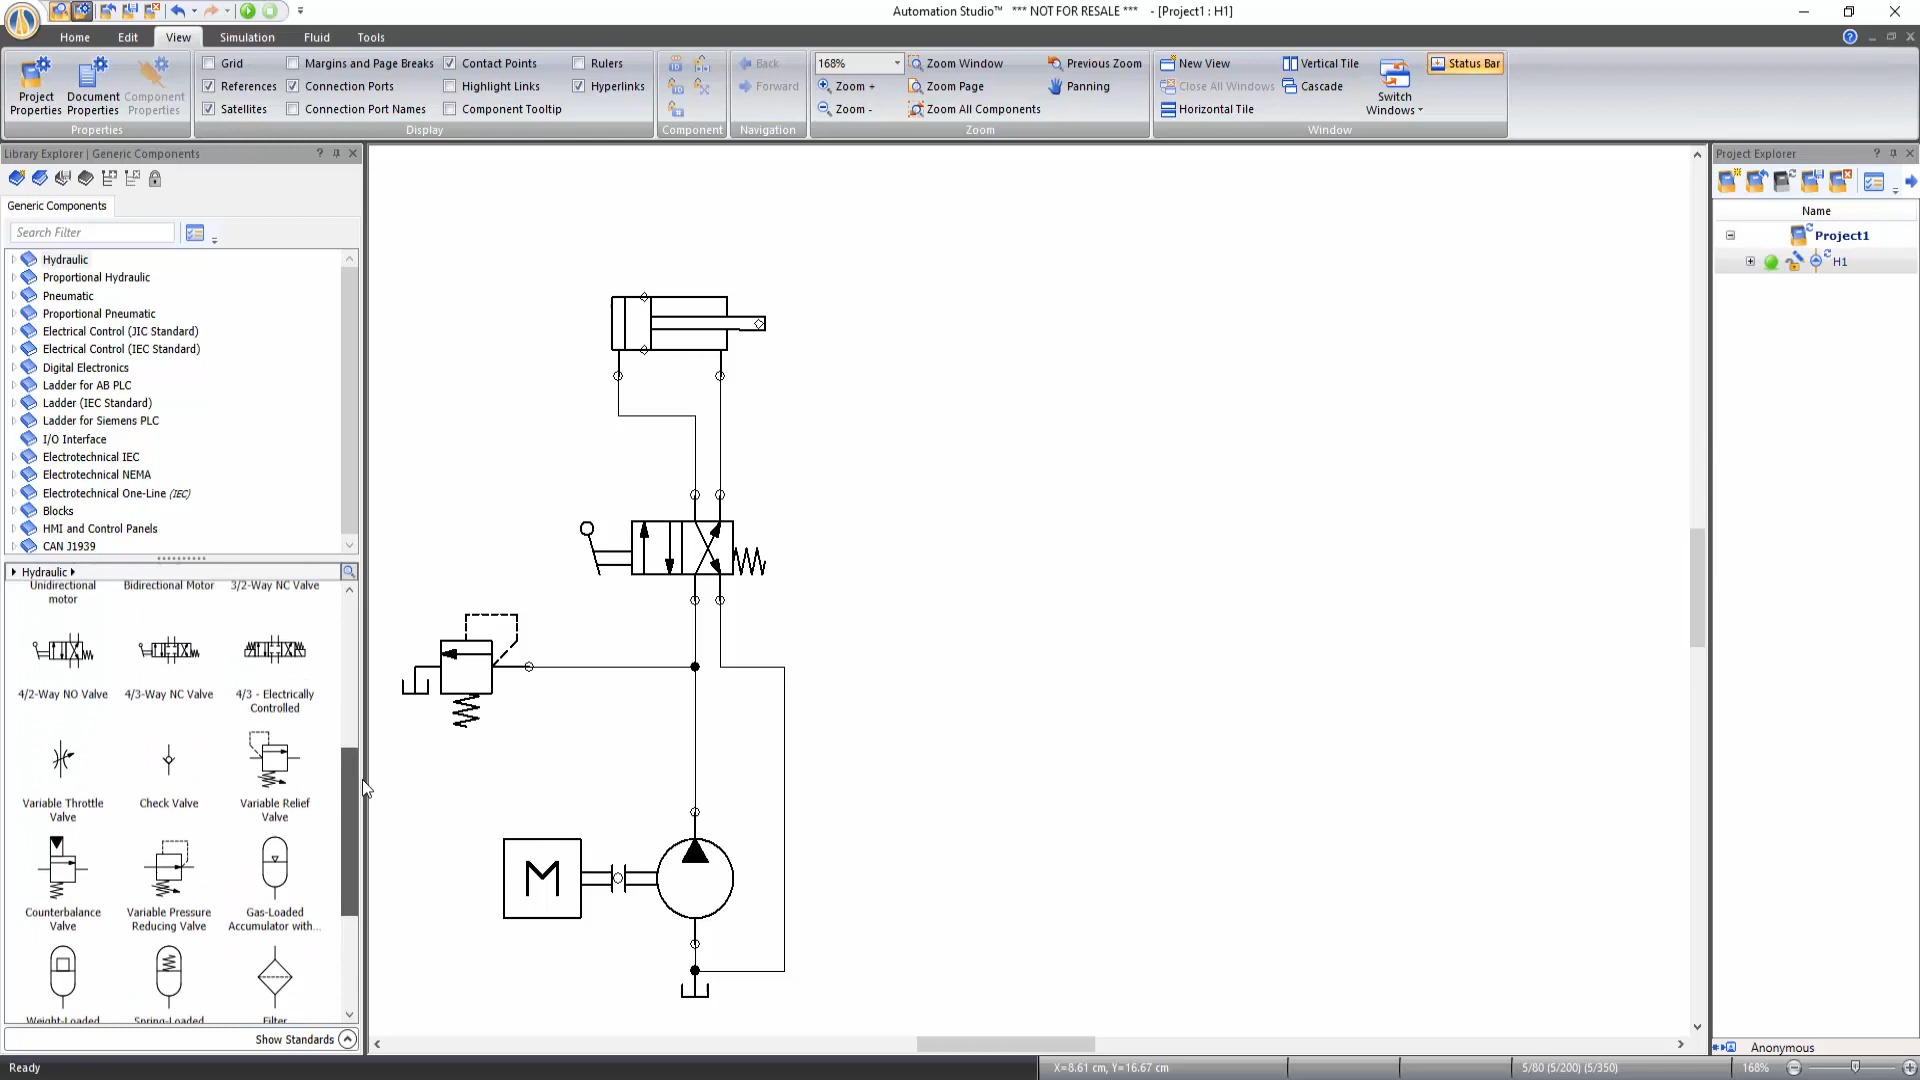 Automation Studio™ *** NOT FOR RESALE *** - [Project1 : H1]
Home Edit View Simulation Fluid Tools
Project Properties
Document Properties
Component Properties
Properties
Grid
References
Satellites
Margins and Page Breaks
Connection Ports
Connection Port Names
Contact Points
Highlight Links
Component Tooltip
Rulers
Hyperlinks
Display
Component
Back
Forward
Navigation
168%
Zoom +
Zoom -
Zoom Window
Zoom Page
Zoom All Components
Previous Zoom
Panning
Zoom
New View
Close All Windows
Horizontal Tile
Vertical Tile
Cascade
Switch Windows
Status Bar
Window
Library Explorer | Generic Components
Generic Components
Search Filter
Hydraulic
Proportional Hydraulic
Pneumatic
Proportional Pneumatic
Electrical Control (JIC Standard)
Electrical Control (IEC Standard)
Digital Electronics
Ladder for AB PLC
Ladder (IEC Standard)
Ladder for Siemens PLC
I/O Interface
Electrotechnical IEC
Electrotechnical NEMA
Electrotechnical One-Line (IEC)
Blocks
HMI and Control Panels
CAN J1939
Hydraulic
Unidirectional motor
Bidirectional Motor
3/2-Way NC Valve
4/2-Way NO Valve
4/3-Way NC Valve
4/3 - Electrically Controlled
Variable Throttle Valve
Check Valve
Variable Relief Valve
Counterbalance Valve
Variable Pressure Reducing Valve
Gas-Loaded Accumulator with...
Weight-Loaded
Spring-Loaded
Filter
Show Standards
M
Project Explorer
Name
Project1
H1
Anonymous
Ready
X=8.61 cm, Y=16.67 cm
5/80 (5/200) (5/350)
168%